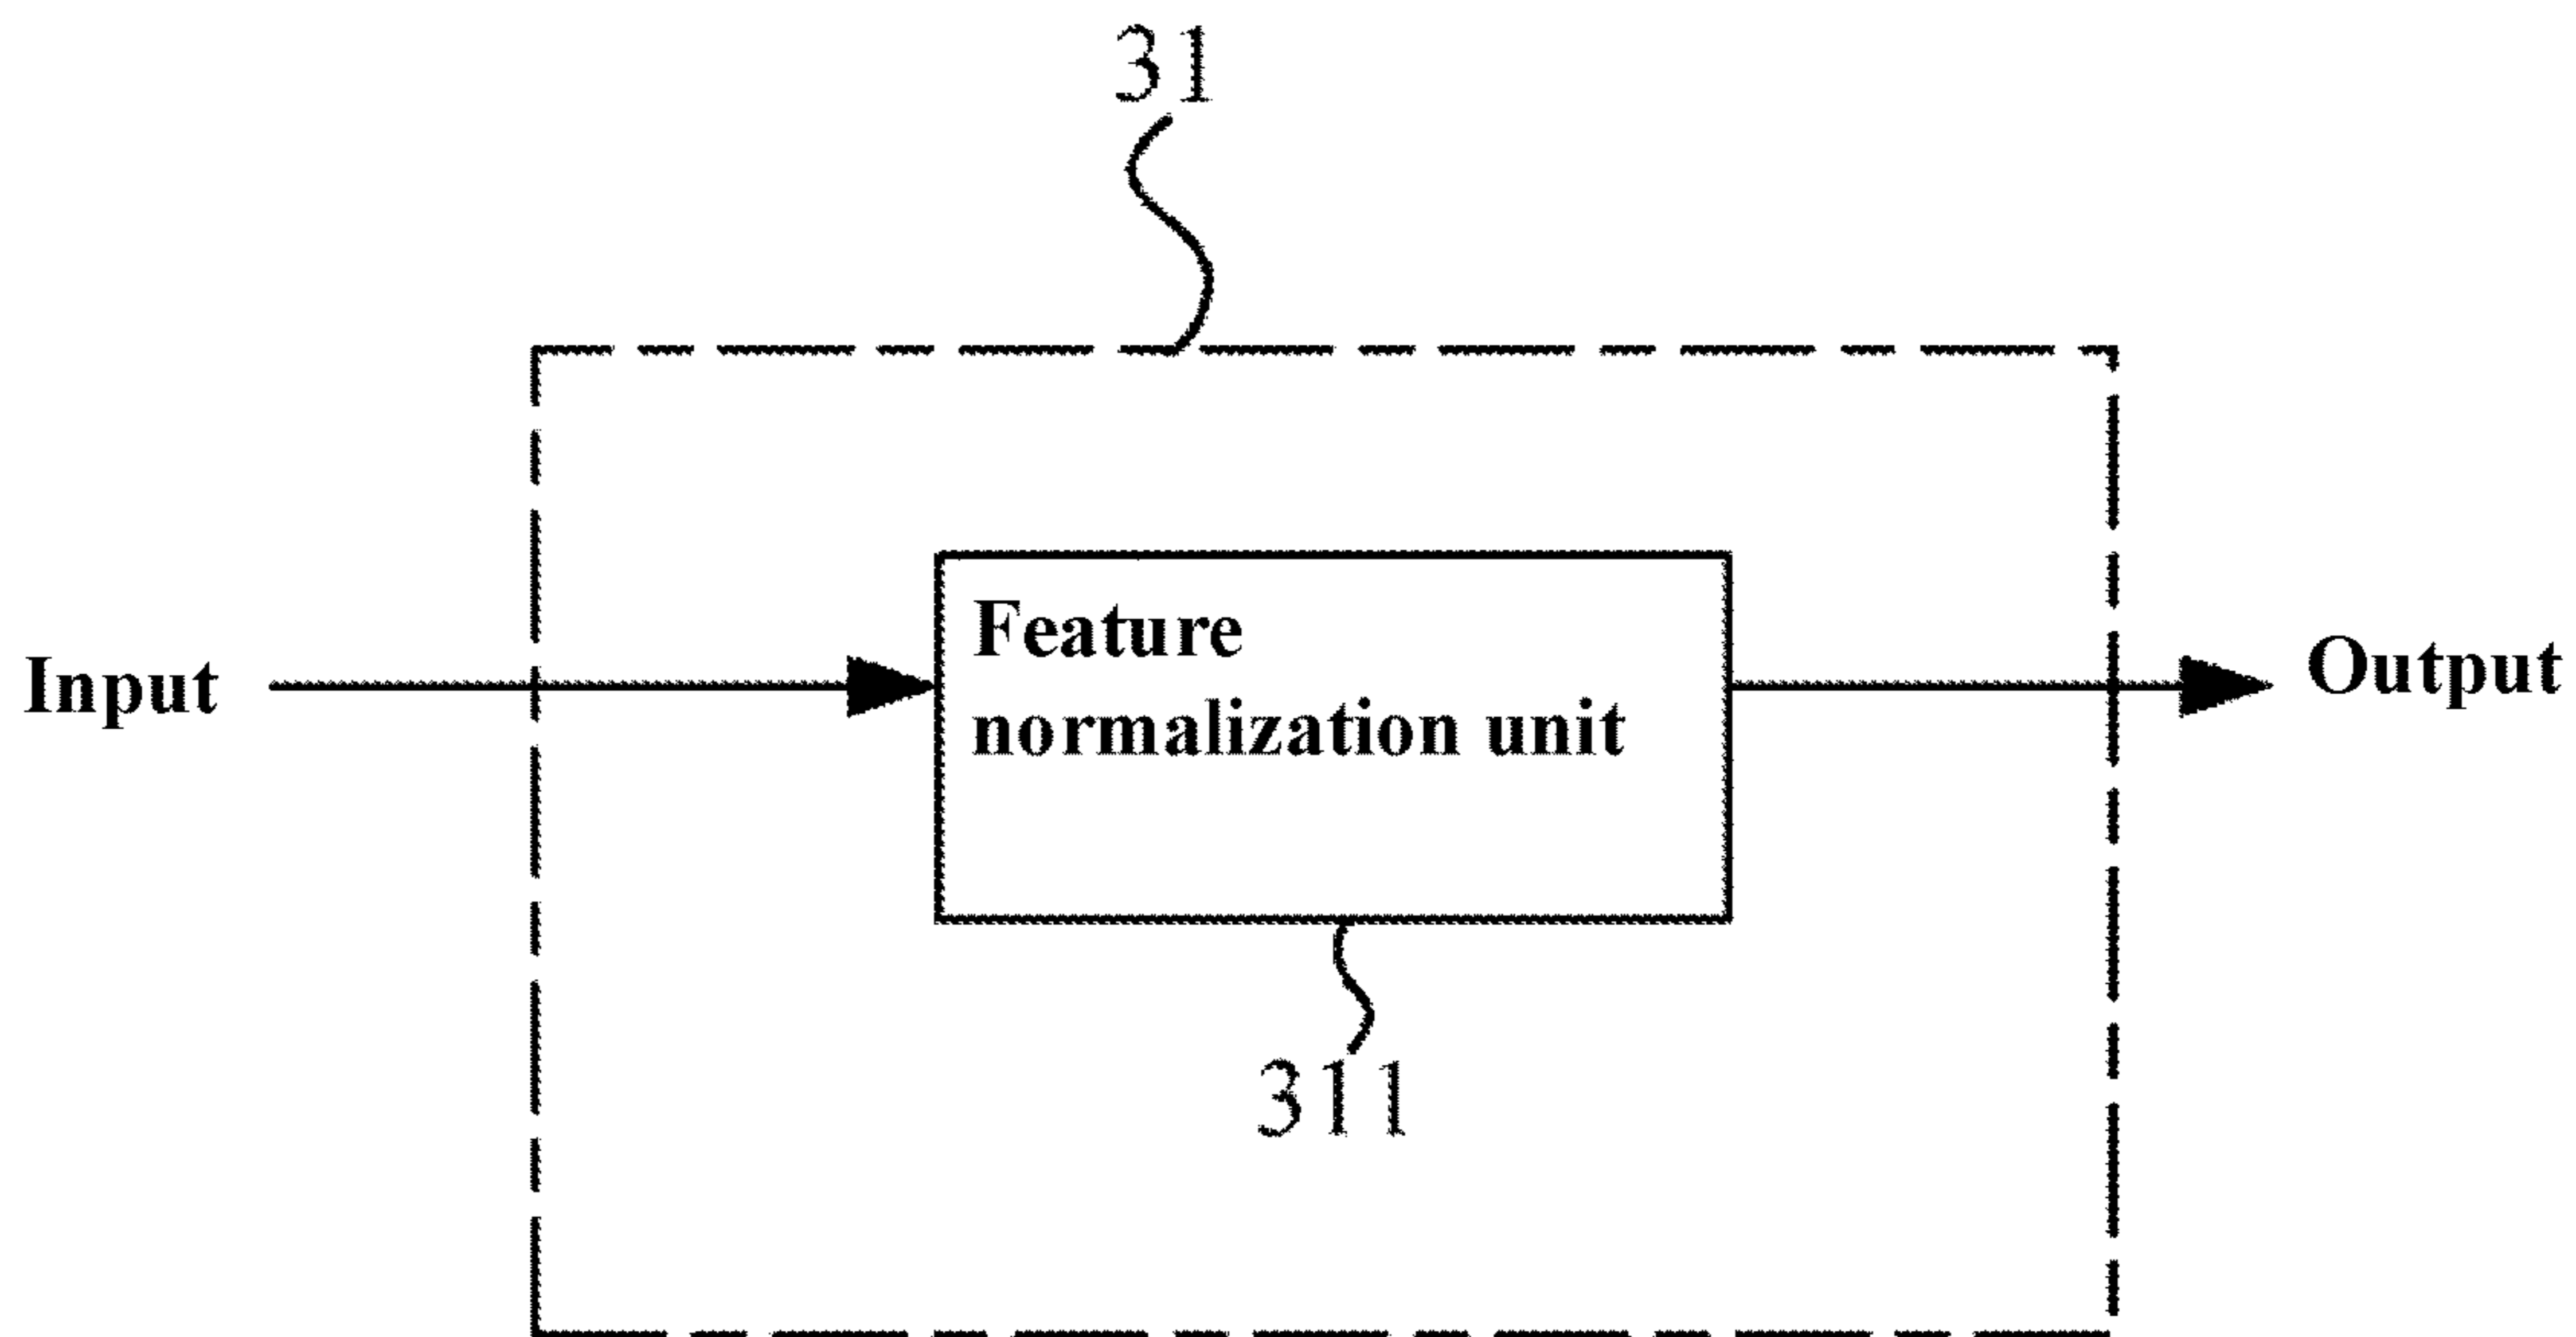 31
Feature
normalization unit
Input
Output
311